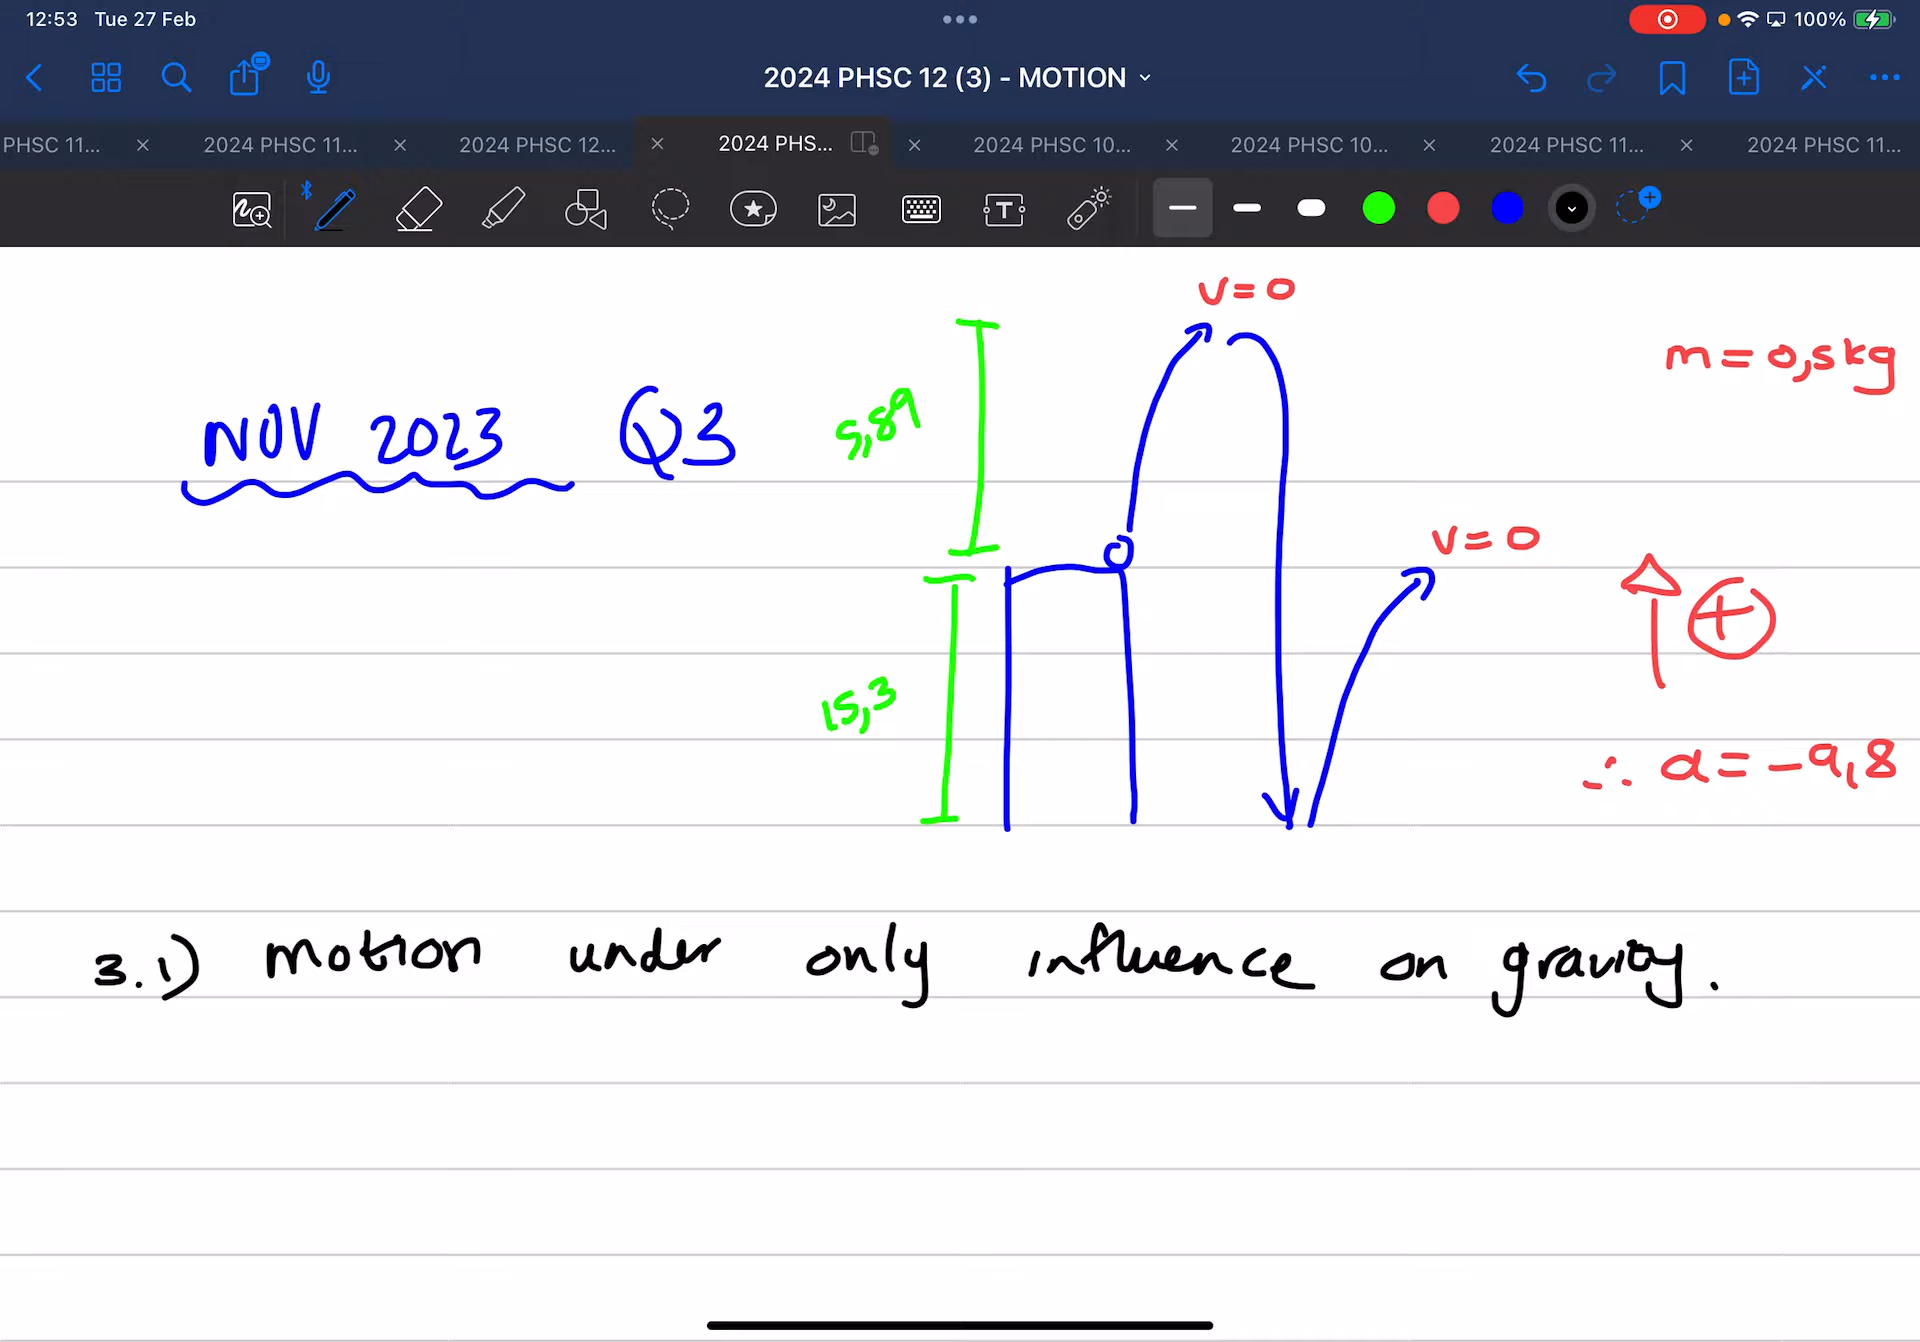 12:53 Tue 27 Feb
100%
2024 PHSC 12 (3) - MOTION
PHSC 11... 2024 PHSC 11... 2024 PHSC 12... 2024 PHS... 2024 PHSC 10... 2024 PHSC 10... 2024 PHSC 11... 2024 PHSC 11...
T
v=0
m=0,5kg
NOV 2023 Q3
5,89
v=0
+
15,3
∴ a=-9,8
3.1) motion under only influence on gravity.